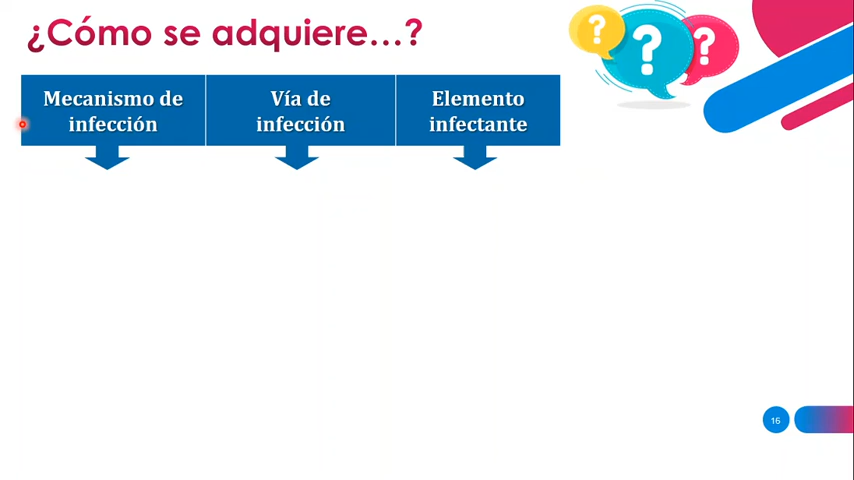 ¿Cómo se adquiere...?
? ? ?
Mecanismo de
infección
Vía de
infección
Elemento
infectante
16